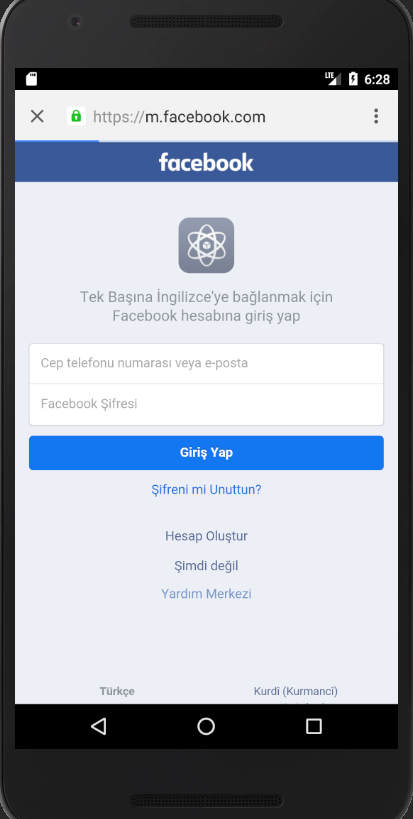 LTE 6:28
https://m.facebook.com
facebook
Tek Başına İngilizce'ye bağlanmak için
Facebook hesabına giriş yap
Cep telefonu numarası veya e-posta
Facebook Şifresi
Giriş Yap
Şifreni mi Unuttun?
Hesap Oluştur
Şimdi değil
Yardım Merkezi
Türkçe Kurdî (Kurmancî)